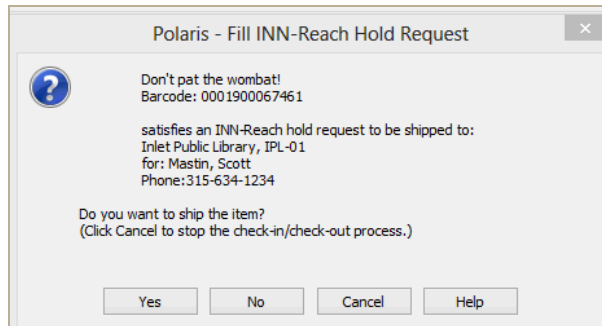 Polaris - Fill INN-Reach Hold Request
Don't pat the wombat!
Barcode: 0001900067461
satisfies an INN-Reach hold request to be shipped to:
Inlet Public Library, IPL-01
for: Mastin, Scott
Phone:315-634-1234
Do you want to ship the item?
(Click Cancel to stop the check-in/check-out process.)
Yes No Cancel Help